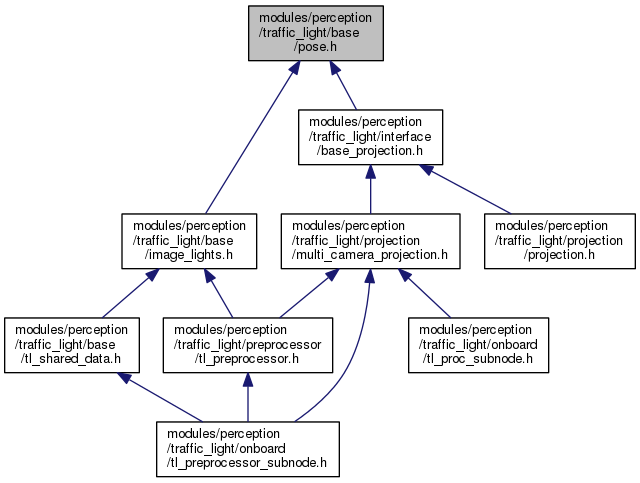 modules/perception
/traffic_light/base
/pose.h
modules/perception
/traffic_light/interface
/base_projection.h
modules/perception
/traffic_light/base
/image_lights.h
modules/perception
/traffic_light/projection
/multi_camera_projection.h
modules/perception
/traffic_light/projection
/projection.h
modules/perception
/traffic_light/base
/tl_shared_data.h
modules/perception
/traffic_light/preprocessor
/tl_preprocessor.h
modules/perception
/traffic_light/onboard
/tl_proc_subnode.h
modules/perception
/traffic_light/onboard
/tl_preprocessor_subnode.h